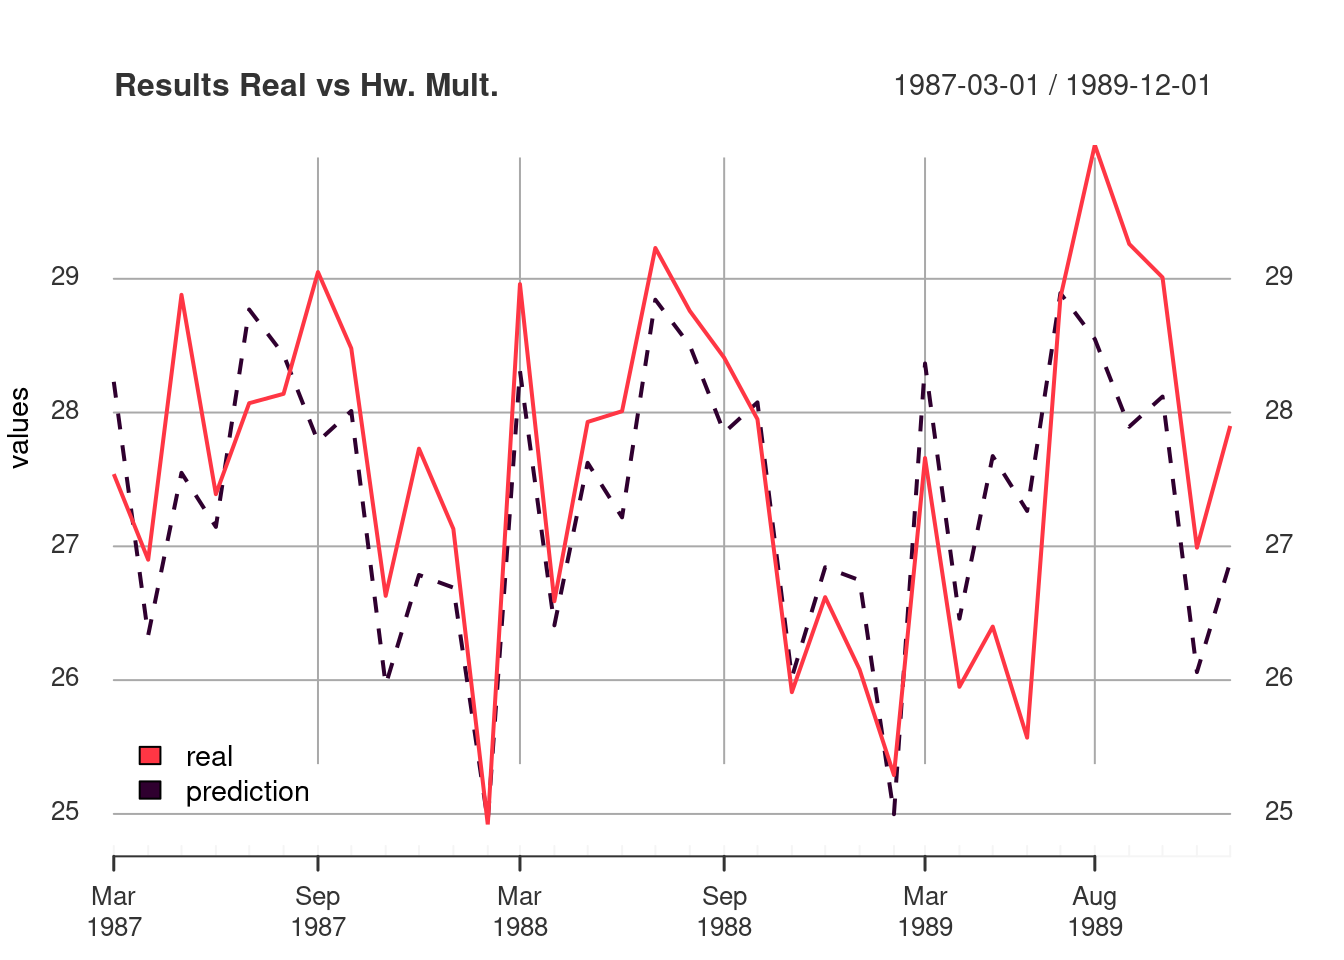 Results Real vs Hw. Mult.
1987-03-01 / 1989-12-01
values
29
28
27
26
25
29
28
27
26
25
real
prediction
Mar
1987
Sep
1987
Mar
1988
Sep
1988
Mar
1989
Aug
1989